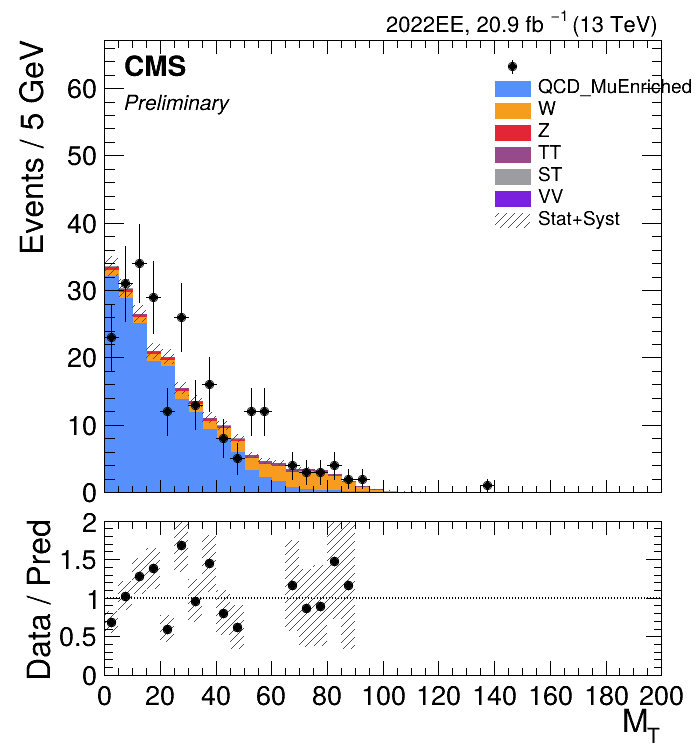 2022EE, 20.9 fb⁻¹ (13 TeV)
CMS
Preliminary
QCD_MuEnriched
W
Z
TT
ST
VV
Stat+Syst
Events / 5 GeV
60
50
40
30
20
10
0
Data / Pred
2
1.5
1
0.5
0
0 20 40 60 80 100 120 140 160 180 200
M_T